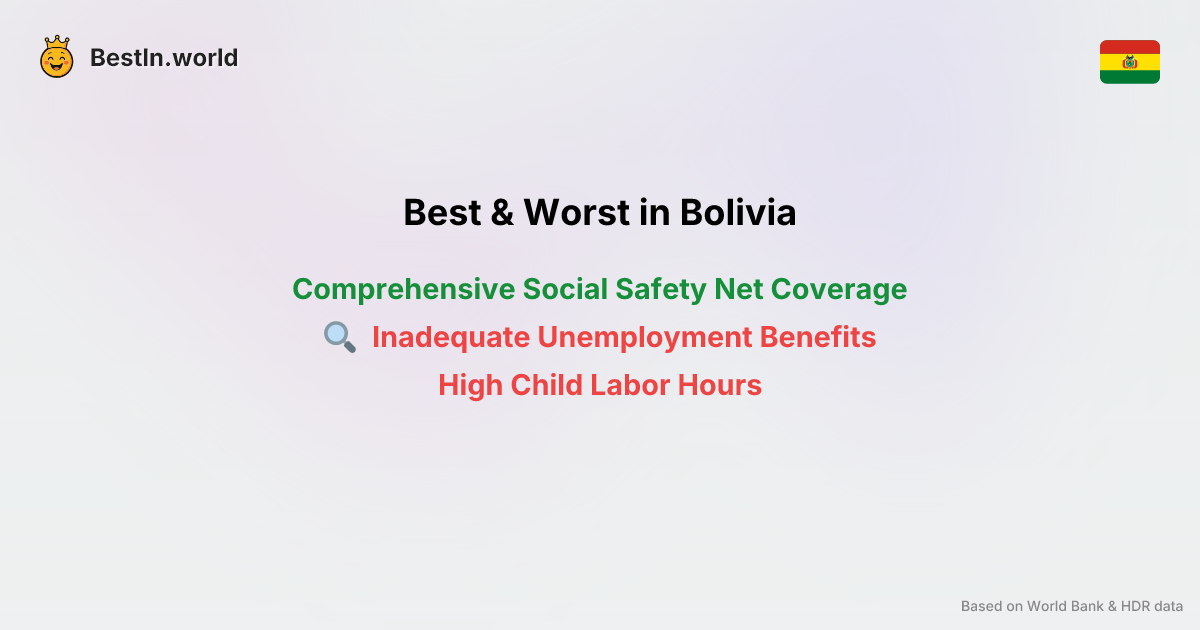 BestIn.world
Best & Worst in Bolivia
Comprehensive Social Safety Net Coverage
Inadequate Unemployment Benefits
High Child Labor Hours
Based on World Bank & HDR data